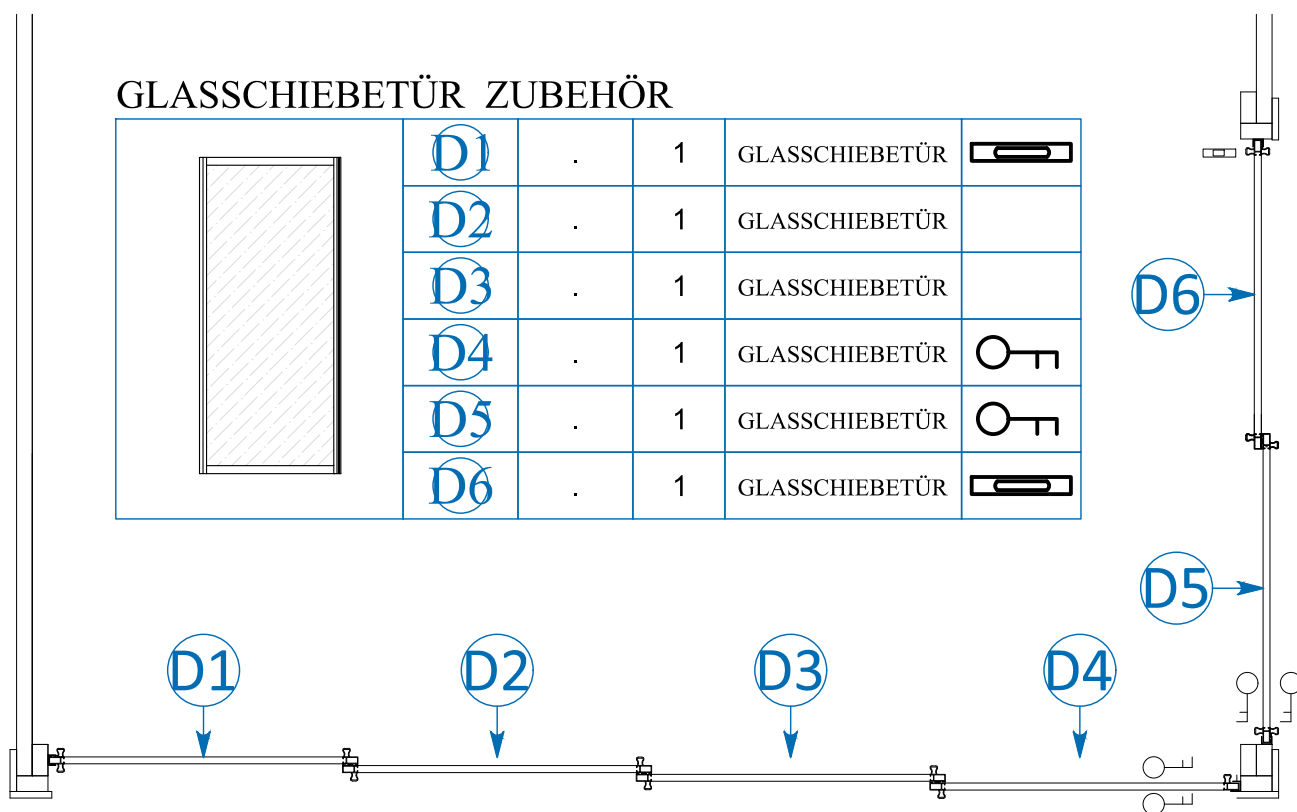 GLASSCHIEBETÜR ZUBEHÖR
D1 . 1 GLASSCHIEBETÜR
D2 . 1 GLASSCHIEBETÜR
D3 . 1 GLASSCHIEBETÜR
D4 . 1 GLASSCHIEBETÜR
D5 . 1 GLASSCHIEBETÜR
D6 . 1 GLASSCHIEBETÜR
D6
D5
D1 D2 D3 D4